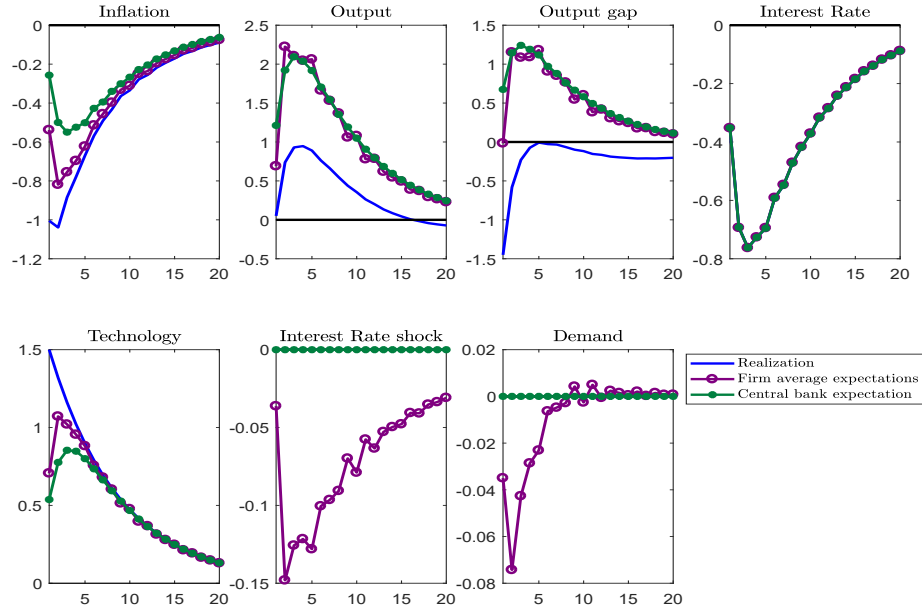 Inflation
0
-0.2
-0.4
-0.6
-0.8
-1
-1.2
5 10 15 20
Output
2.5
2
1.5
1
0.5
0
-0.5
5 10 15 20
Output gap
1.5
1
0.5
0
-0.5
-1
-1.5
5 10 15 20
Interest Rate
0
-0.2
-0.4
-0.6
-0.8
5 10 15 20
Technology
1.5
1
0.5
0
5 10 15 20
Interest Rate shock
0
-0.05
-0.1
-0.15
5 10 15 20
Demand
0.02
0
-0.02
-0.04
-0.06
-0.08
5 10 15 20
Realization
Firm average expectations
Central bank expectation